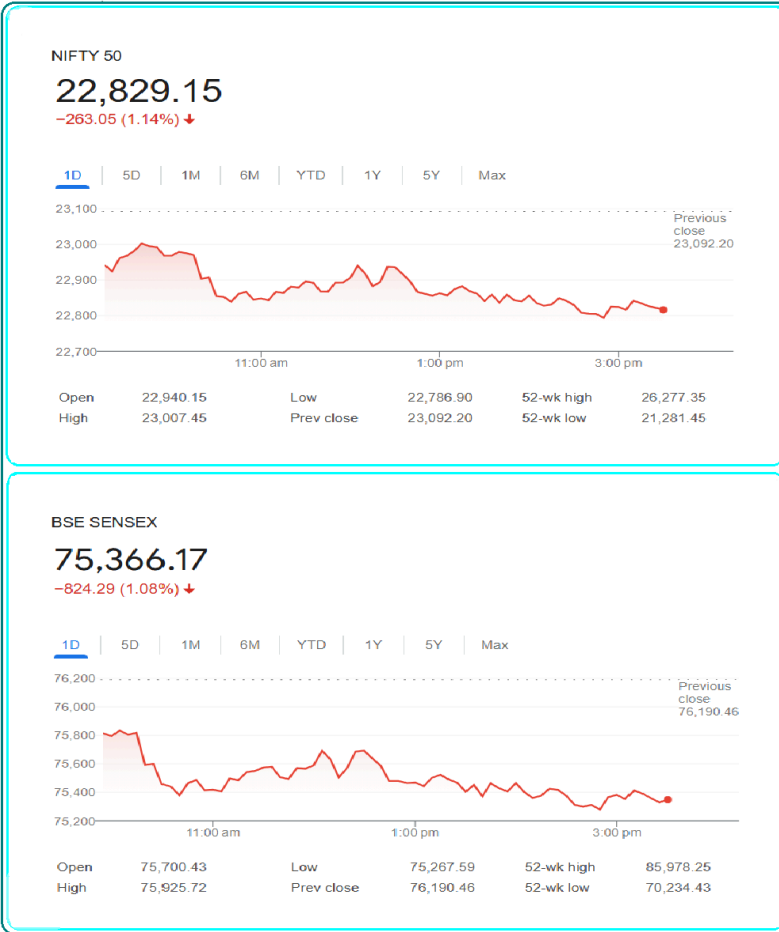 NIFTY 50
22,829.15
−263.05 (1.14%) ↓
1D 5D 1M 6M YTD 1Y 5Y Max
23,100
Previous
close
23,092.20
23,000
22,900
22,800
22,700
11:00 am 1:00 pm 3:00 pm
Open 22,940.15 Low 22,786.90 52-wk high 26,277.35
High 23,007.45 Prev close 23,092.20 52-wk low 21,281.45
BSE SENSEX
75,366.17
−824.29 (1.08%) ↓
1D 5D 1M 6M YTD 1Y 5Y Max
76,200
Previous
close
76,190.46
76,000
75,800
75,600
75,400
75,200
11:00 am 1:00 pm 3:00 pm
Open 75,700.43 Low 75,267.59 52-wk high 85,978.25
High 75,925.72 Prev close 76,190.46 52-wk low 70,234.43